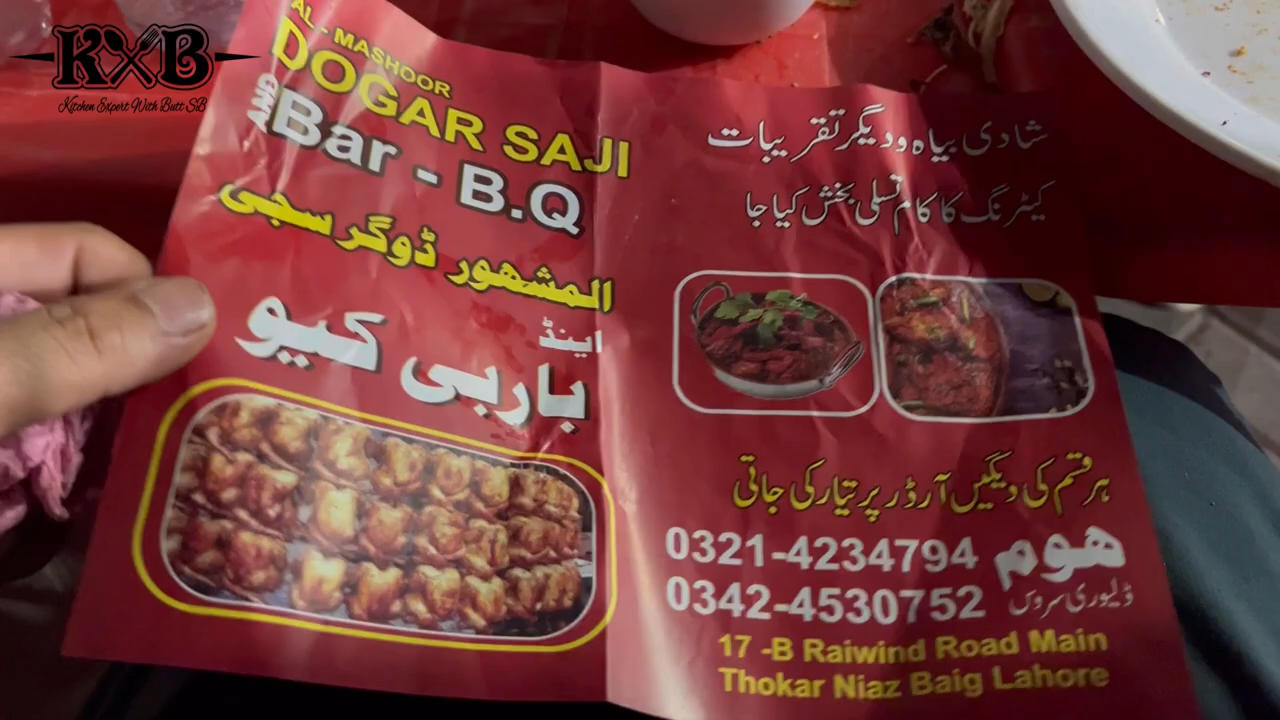 KXB
Kitchen Expert With Butt SB
AL - MASHOOR
DOGAR SAJI
AND
Bar - B.Q
المشهور ڈوگر سجی
اینڈ
باربی کیو
شادی بیاہ و دیگر تقریبات
کیٹرنگ کا کام تسلی بخش کیا جا
ہر قسم کی دیگیں آرڈر پر تیار کی جاتی
0321-4234794 ھوم
0342-4530752 ڈلیوری سروس
17 -B Raiwind Road Main
Thokar Niaz Baig Lahore